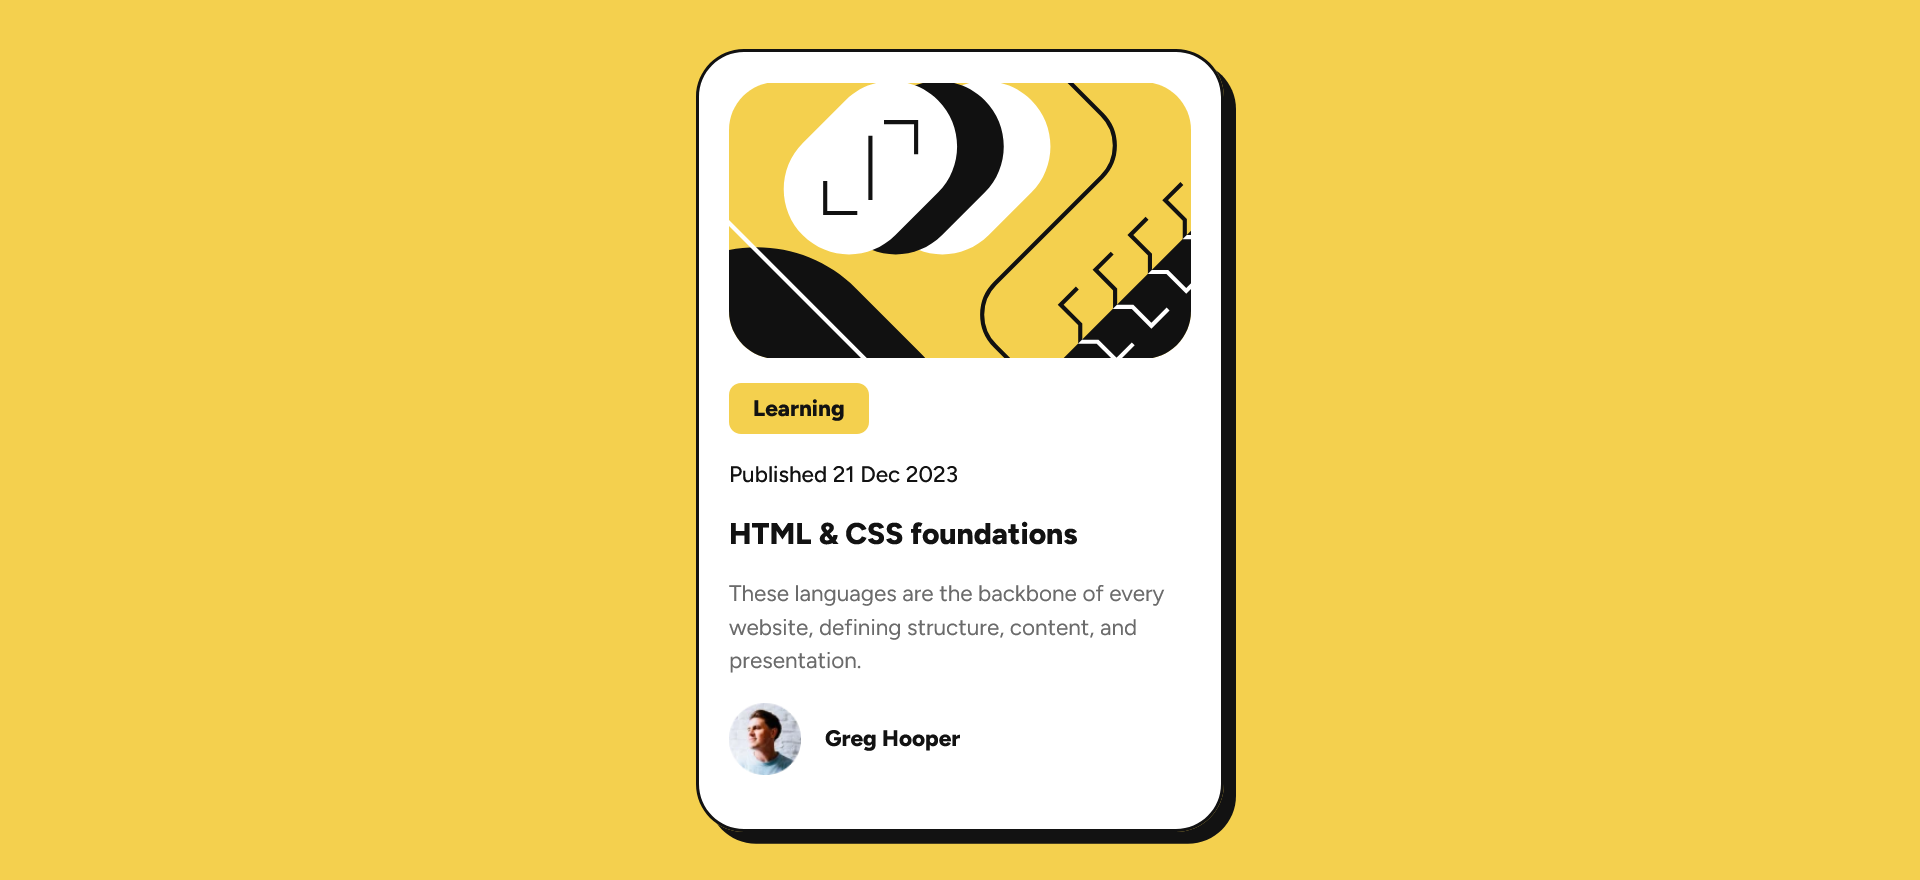 Learning
Published 21 Dec 2023
HTML & CSS foundations
These languages are the backbone of every
website, defining structure, content, and
presentation.
Greg Hooper